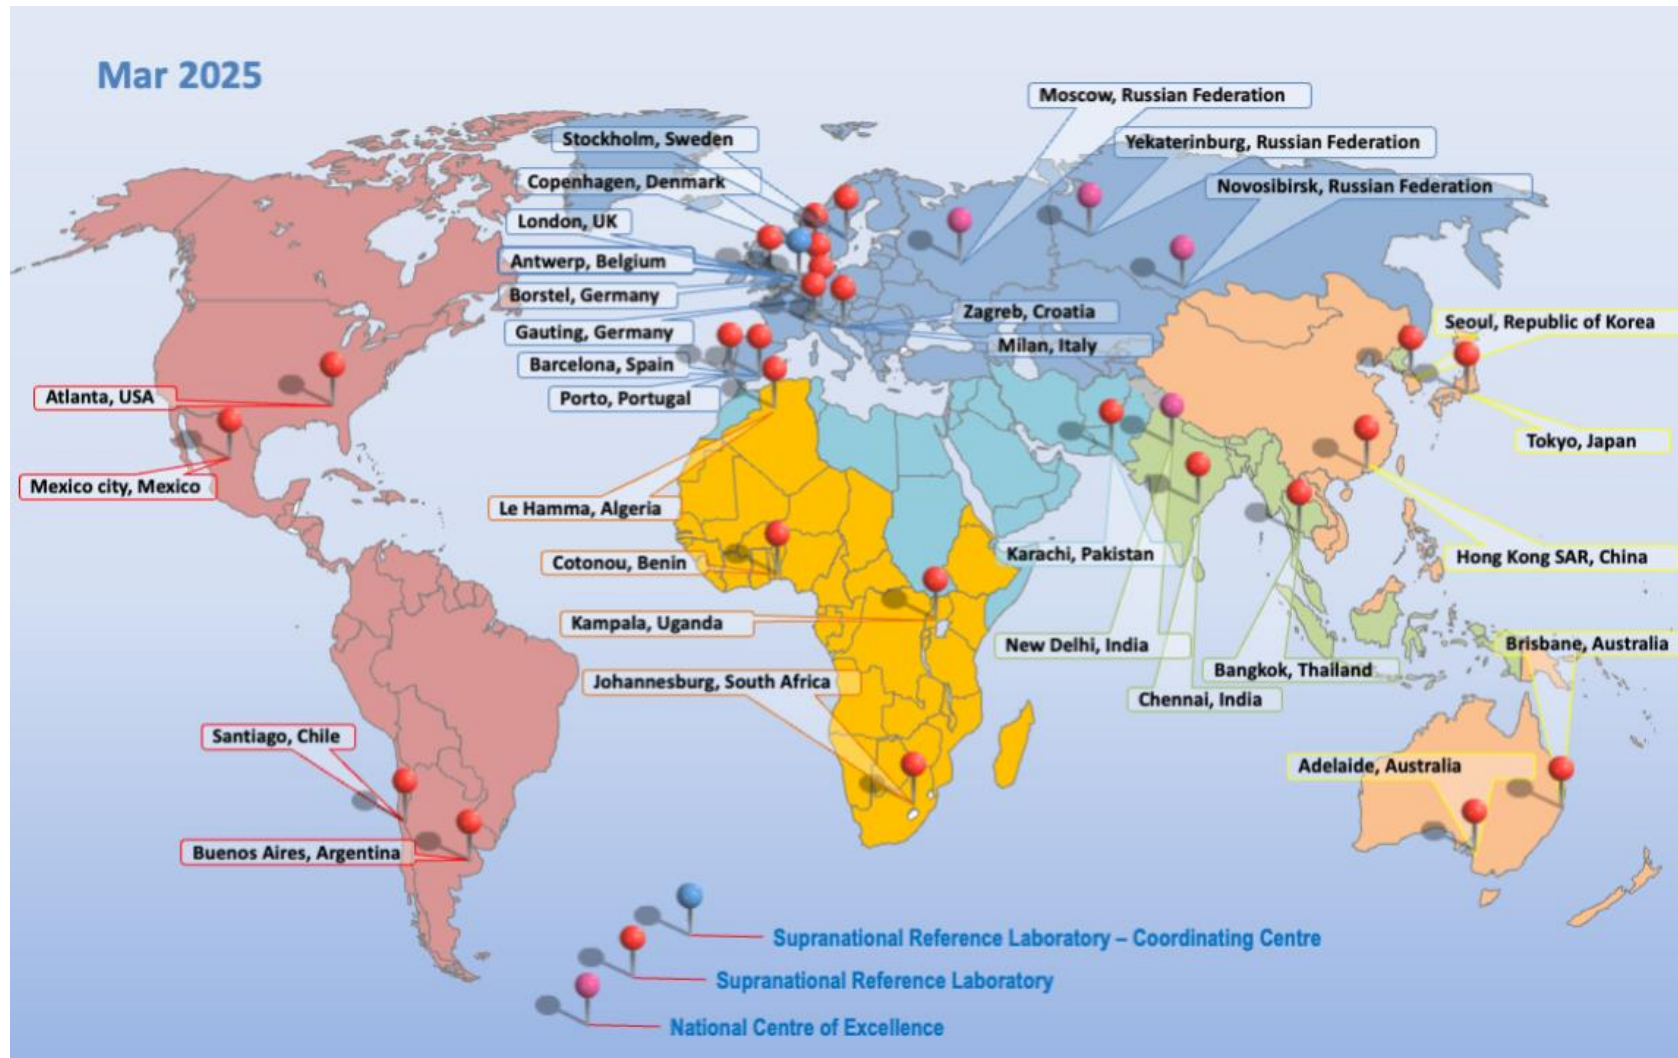 Mar 2025
Moscow, Russian Federation
Stockholm, Sweden
Yekaterinburg, Russian Federation
Copenhagen, Denmark
Novosibirsk, Russian Federation
London, UK
Antwerp, Belgium
Borstel, Germany
Zagreb, Croatia
Gauting, Germany
Milan, Italy
Seoul, Republic of Korea
Barcelona, Spain
Porto, Portugal
Atlanta, USA
Tokyo, Japan
Mexico city, Mexico
Le Hamma, Algeria
Karachi, Pakistan
Hong Kong SAR, China
Cotonou, Benin
Kampala, Uganda
New Delhi, India
Brisbane, Australia
Bangkok, Thailand
Johannesburg, South Africa
Chennai, India
Santiago, Chile
Adelaide, Australia
Buenos Aires, Argentina
Supranational Reference Laboratory – Coordinating Centre
Supranational Reference Laboratory
National Centre of Excellence